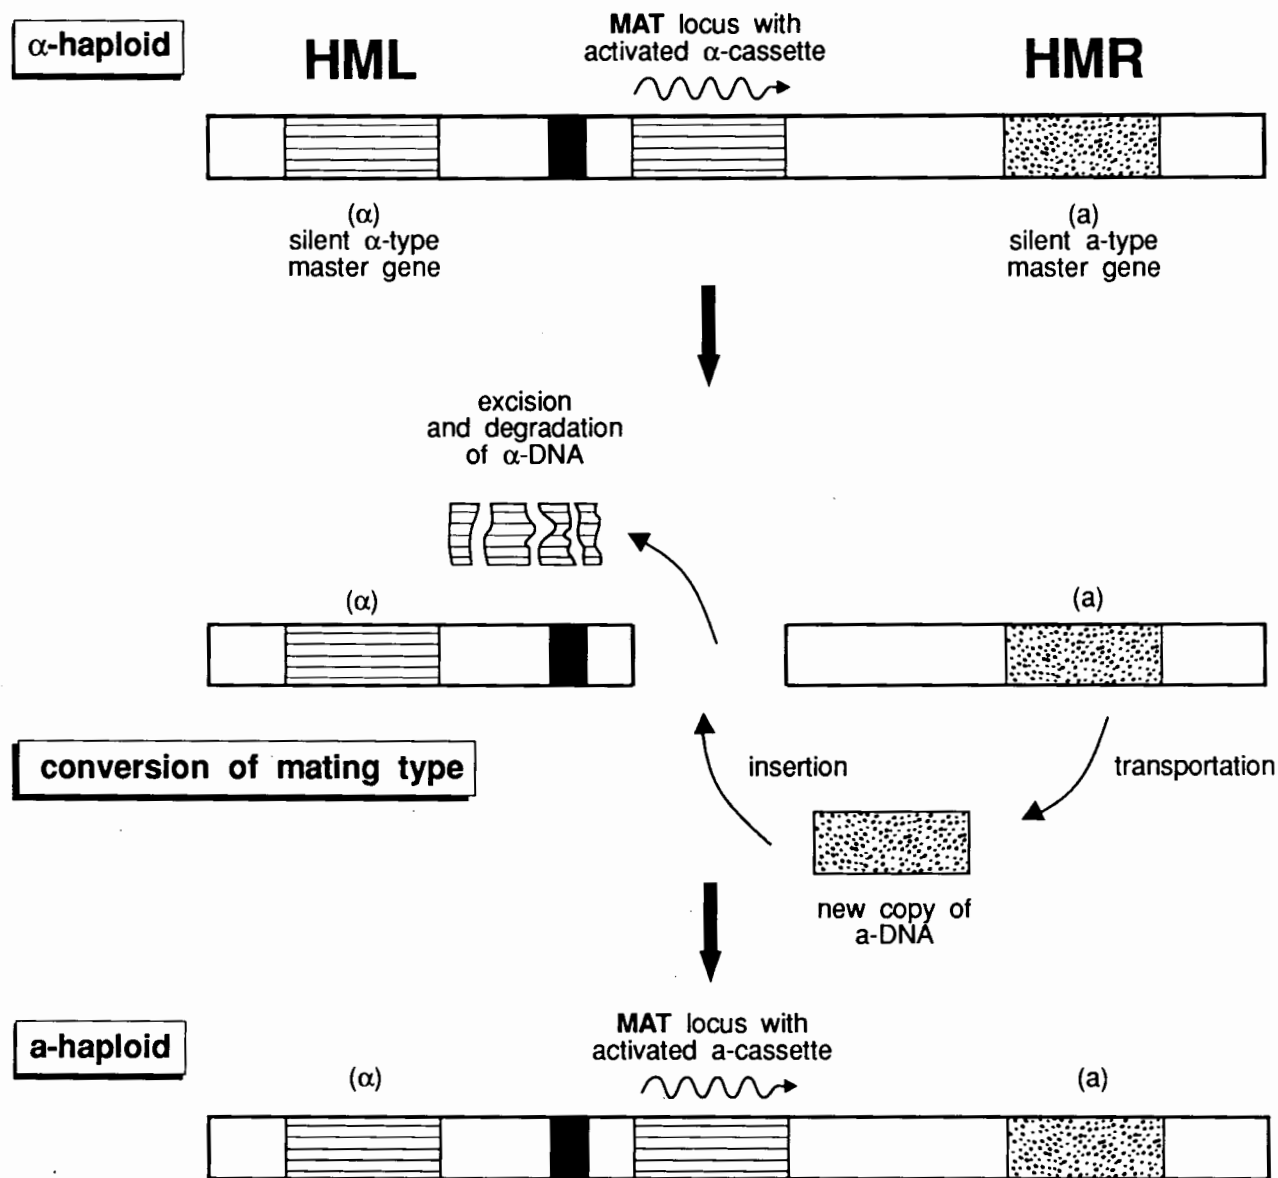 α-haploid
HML
MAT locus with
activated α-cassette
HMR
(α)
silent α-type
master gene
(a)
silent a-type
master gene
excision
and degradation
of α-DNA
(α)
(a)
conversion of mating type
insertion
transportation
new copy of
a-DNA
a-haploid
MAT locus with
activated a-cassette
(α)
(a)